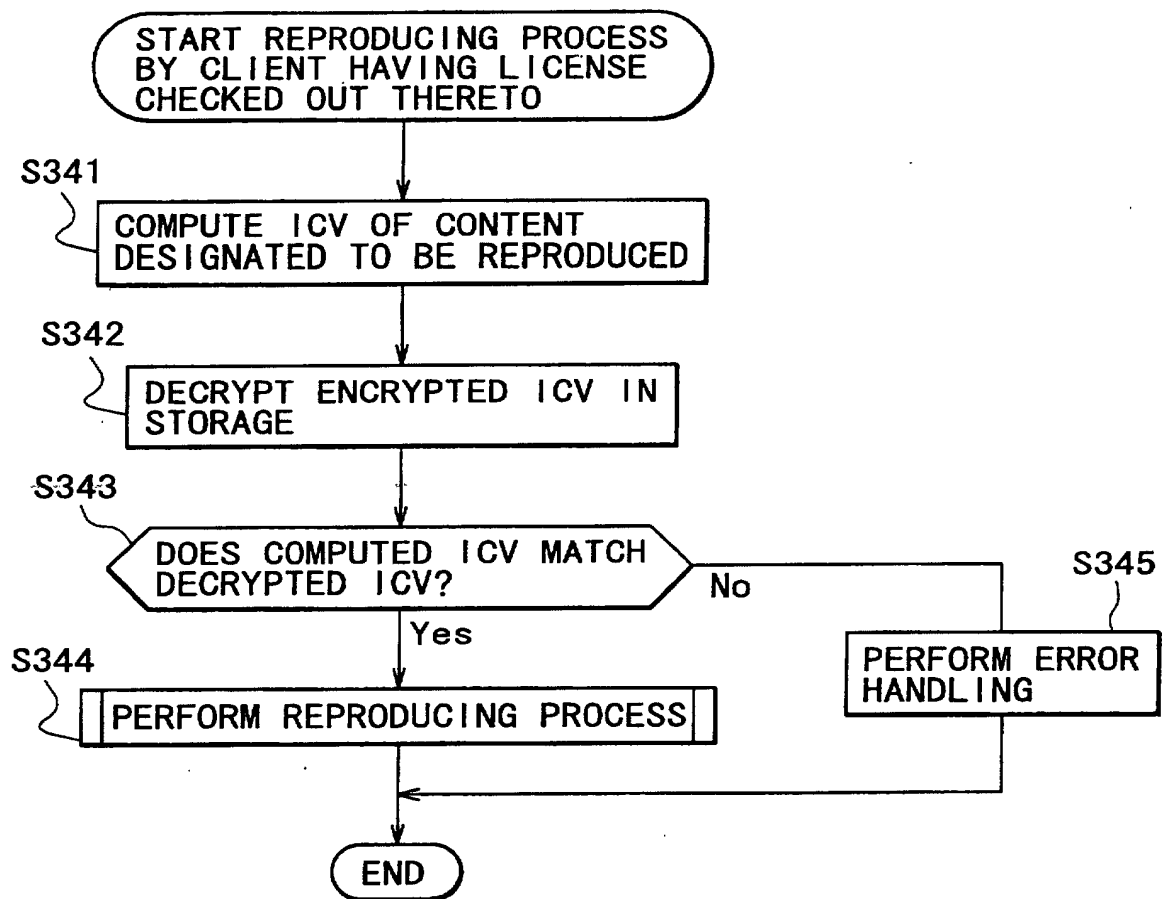 START REPRODUCING PROCESS
BY CLIENT HAVING LICENSE
CHECKED OUT THERETO
S341
COMPUTE ICV OF CONTENT
DESIGNATED TO BE REPRODUCED
S342
DECRYPT ENCRYPTED ICV IN
STORAGE
S343
DOES COMPUTED ICV MATCH
DECRYPTED ICV?
No
Yes
S345
PERFORM ERROR
HANDLING
S344
PERFORM REPRODUCING PROCESS
END